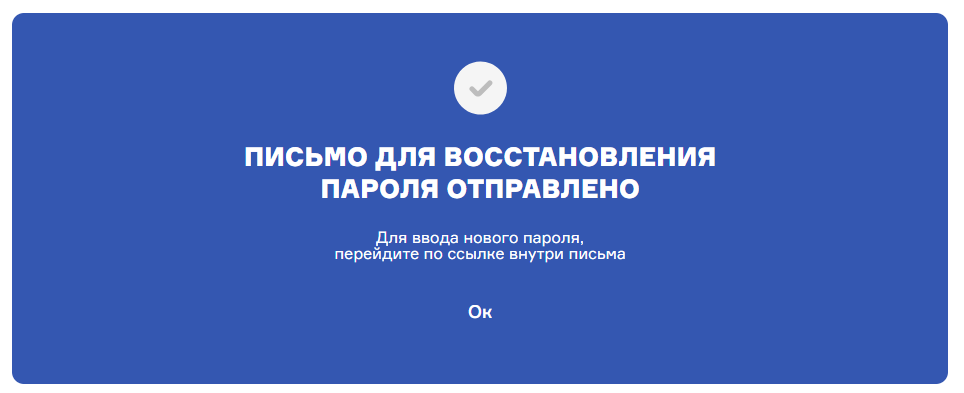 ПИСЬМО ДЛЯ ВОССТАНОВЛЕНИЯ
ПАРОЛЯ ОТПРАВЛЕНО
Для ввода нового пароля,
перейдите по ссылке внутри письма
Ок